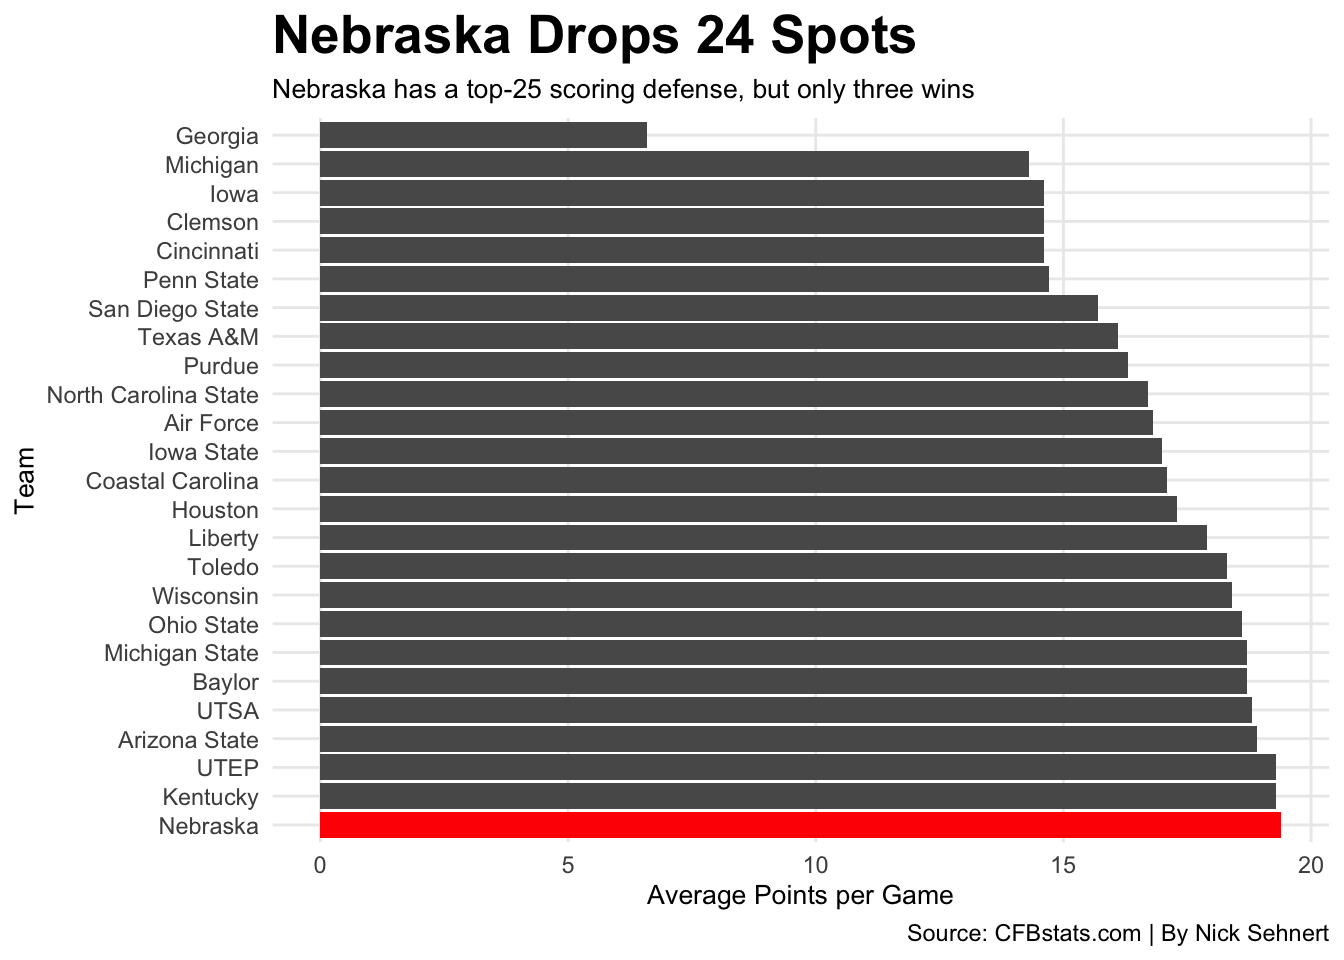 Nebraska Drops 24 Spots
Nebraska has a top-25 scoring defense, but only three wins
Team
Georgia
Michigan
Iowa
Clemson
Cincinnati
Penn State
San Diego State
Texas A&M
Purdue
North Carolina State
Air Force
Iowa State
Coastal Carolina
Houston
Liberty
Toledo
Wisconsin
Ohio State
Michigan State
Baylor
UTSA
Arizona State
UTEP
Kentucky
Nebraska
0 5 10 15 20
Average Points per Game
Source: CFBstats.com | By Nick Sehnert